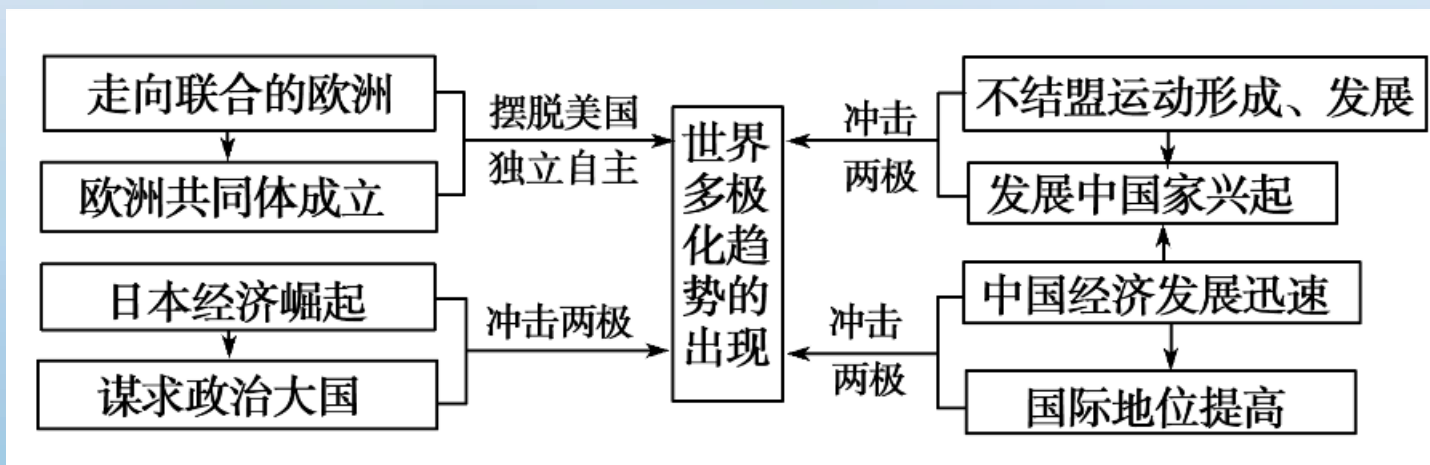 走向联合的欧洲
欧洲共同体成立
摆脱美国
独立自主
日本经济崛起
谋求政治大国
冲击两极
世界
多极
化趋
势的
出现
不结盟运动形成、发展
发展中国家兴起
冲击
两极
中国经济发展迅速
国际地位提高
冲击
两极